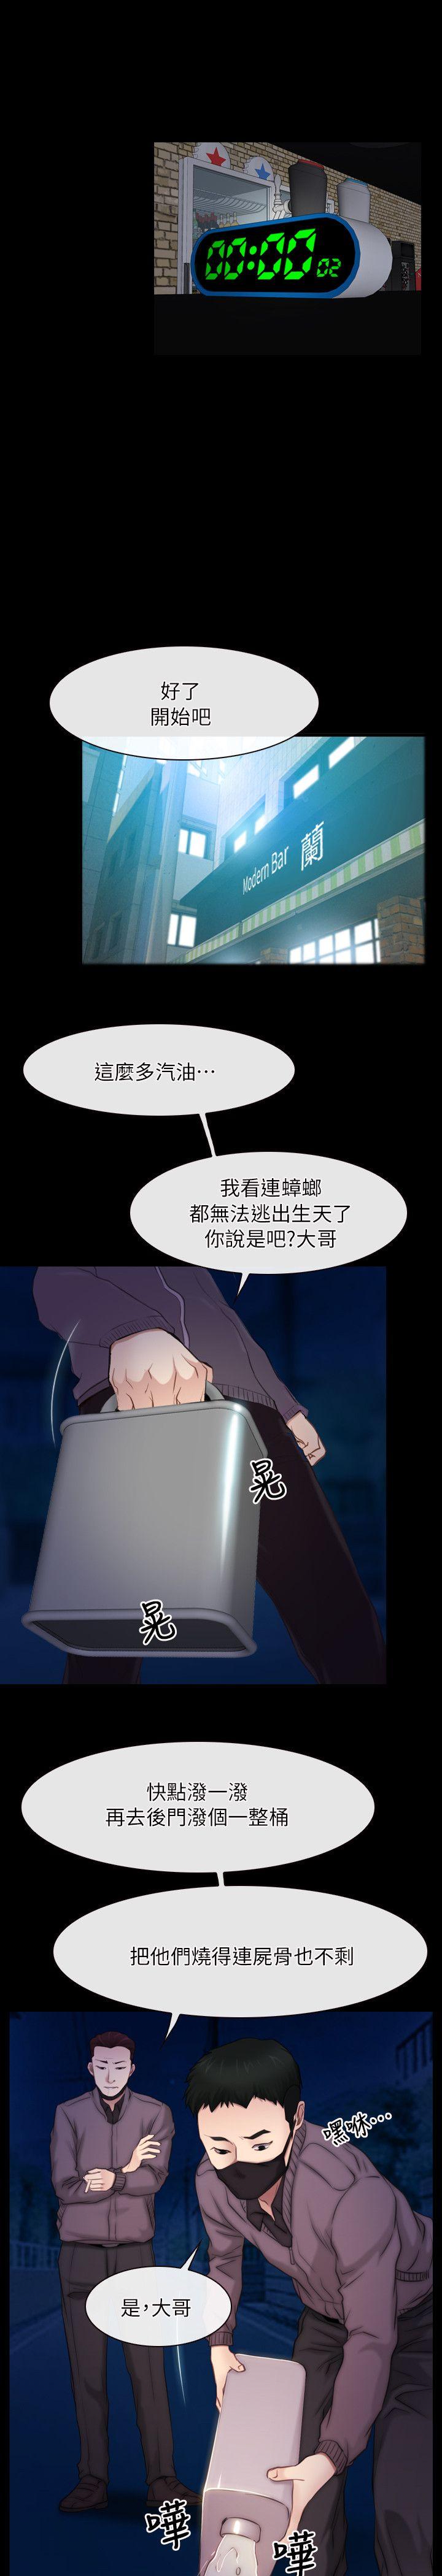 00:00 02
好了
開始吧
Modern Bar 蘭
這麼多汽油⋯
我看連蟑螂
都無法逃出生天了
你說是吧?大哥
晃
晃
快點潑一潑
再去後門潑個一整桶
把他們燒得連屍骨也不剩
嘿咻⋯
是,大哥
嘩
嘩